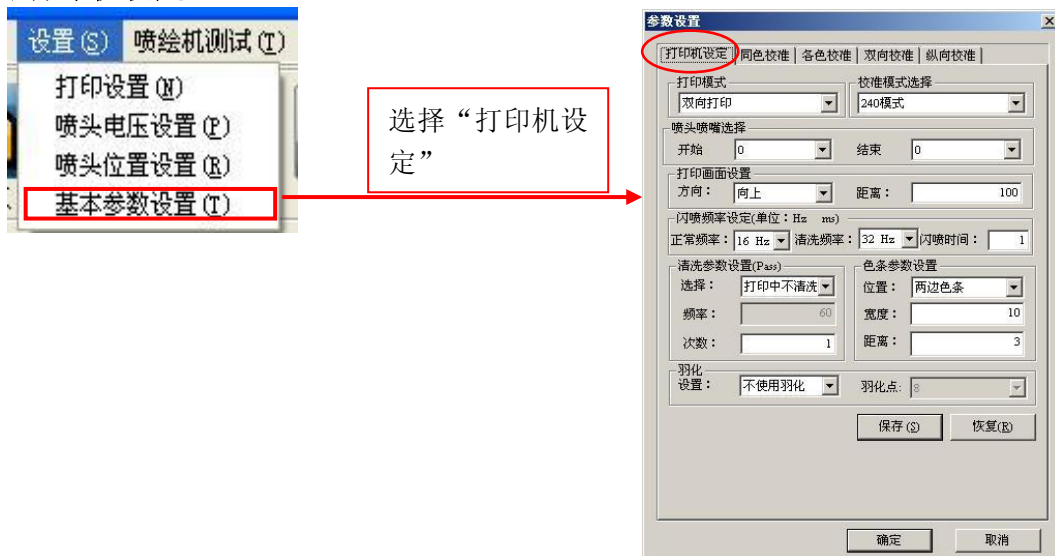 设置(S) 喷绘机测试(T)
打印设置(N)
喷头电压设置(P)
喷头位置设置(R)
基本参数设置(T)
选择“打印机设
定”
参数设置
打印机设定 同色校准 各色校准 双向校准 纵向校准
打印模式 校准模式选择
双向打印 240模式
喷头喷嘴选择
开始 0 结束 0
打印画面设置
方向： 向上 距离： 100
闪喷频率设定(单位：Hz ms)
正常频率： 16 Hz 清洗频率： 32 Hz 闪喷时间： 1
清洗参数设置(Pass) 色条参数设置
选择： 打印中不清洗 位置： 两边色条
频率： 60 宽度： 10
次数： 1 距离： 3
羽化
设置： 不使用羽化 羽化点: 8
保存(S) 恢复(R)
确定 取消